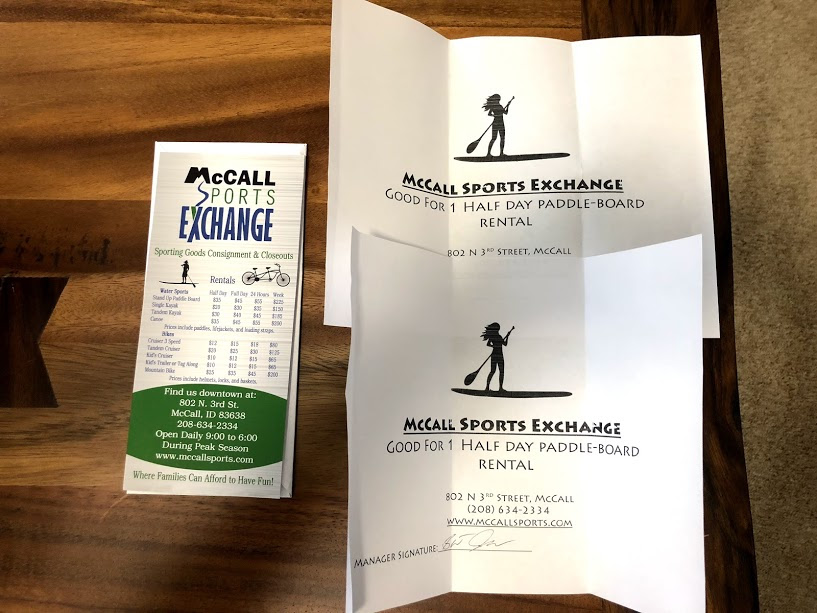 McCALL
SPORTS
EXCHANGE
Sporting Goods Consignment & Closeouts
Rentals
Water Sports Half Day Full Day 24 Hours Week
Stand Up Paddle Board $35 $45 $55 $225
Single Kayak $20 $30 $35 $150
Tandem Kayak $30 $40 $45 $185
Canoe $35 $45 $55 $200
Prices include paddles, lifejackets, and loading straps.
Bikes
Cruiser 3 Speed $12 $15 $19 $80
Tandem Cruiser $20 $25 $30 $125
Kid's Cruiser $10 $12 $15 $65
Kid's Trailer or Tag Along $10 $12 $15 $65
Mountain Bike $25 $35 $45 $200
Prices include helmets, locks, and baskets.
Find us downtown at:
802 N. 3rd St.
McCall, ID 83638
208-634-2334
Open Daily 9:00 to 6:00
During Peak Season
www.mccallsports.com
Where Families Can Afford to Have Fun!
McCall Sports Exchange
Good For 1 Half day paddle-board
rental
802 N 3rd Street, McCall
McCall Sports Exchange
Good For 1 Half day paddle-board
rental
802 N 3rd Street, McCall
(208) 634-2334
www.mccallsports.com
Manager Signature: